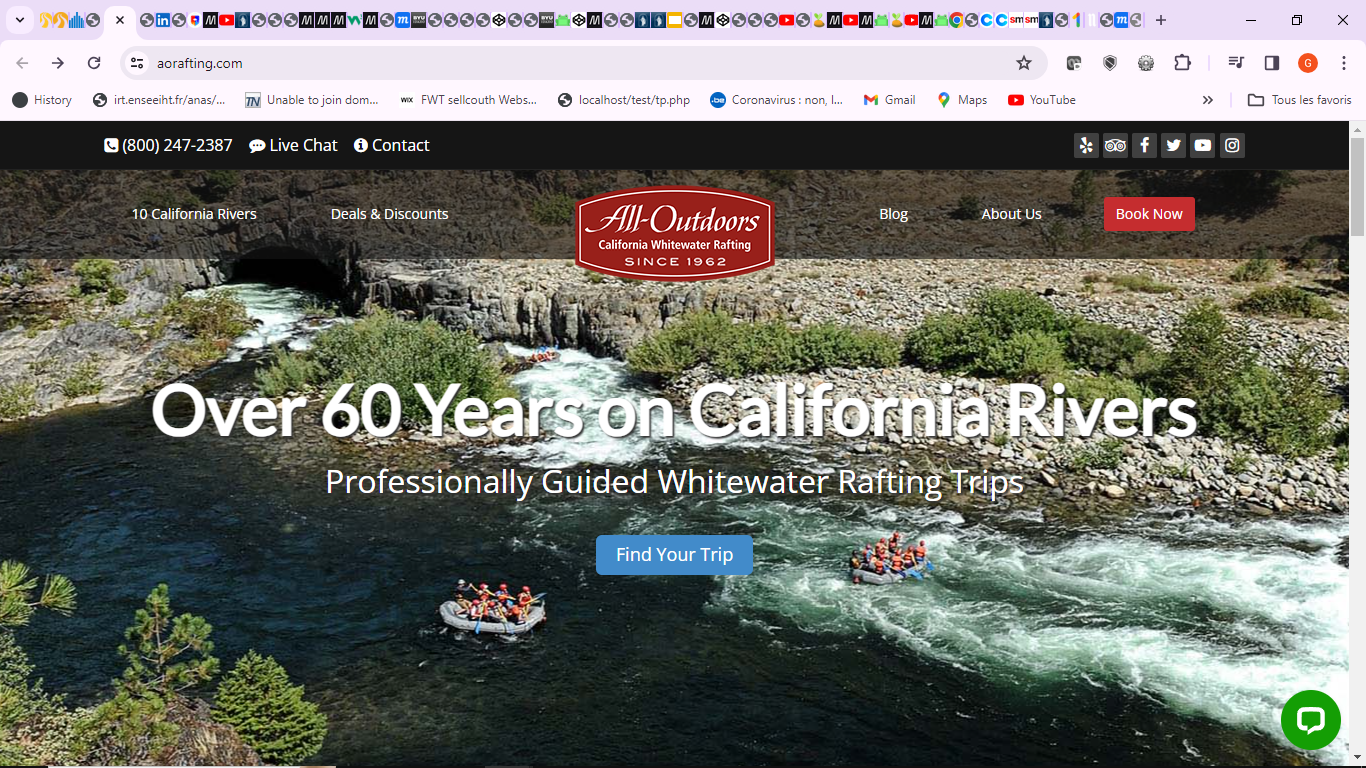 aorafting.com
G
History
irt.enseeiht.fr/anas/...
Unable to join dom...
WIX FWT sellcouth Webs...
localhost/test/tp.php
.be Coronavirus : non, l...
Gmail
Maps
YouTube
Tous les favoris
(800) 247-2387
Live Chat
Contact
10 California Rivers
Deals & Discounts
All-Outdoors
California Whitewater Rafting
SINCE 1962
Blog
About Us
Book Now
Over 60 Years on California Rivers
Professionally Guided Whitewater Rafting Trips
Find Your Trip